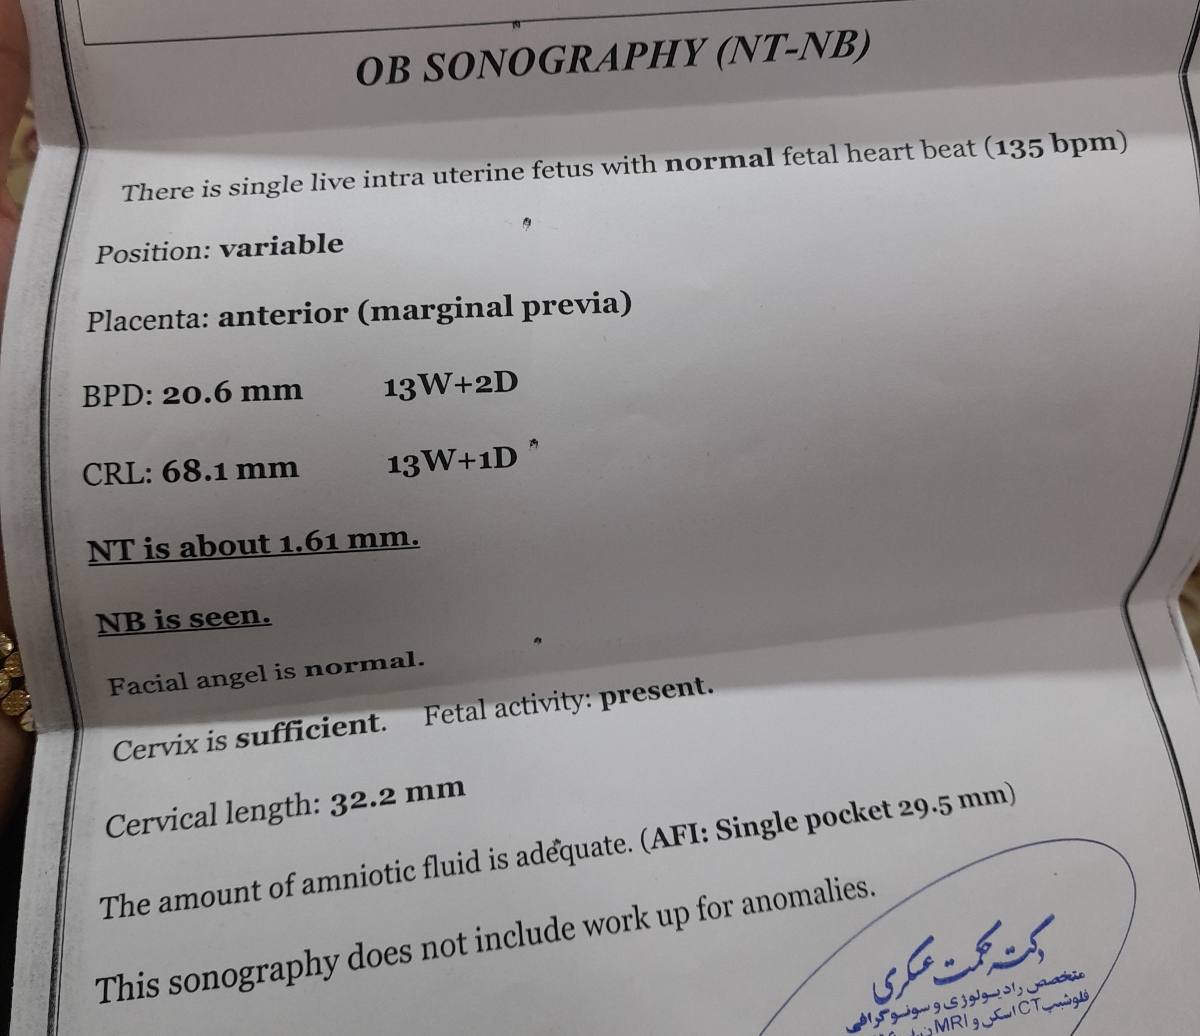 OB SONOGRAPHY (NT-NB)
There is single live intra uterine fetus with normal fetal heart beat (135 bpm)
Position: variable
Placenta: anterior (marginal previa)
BPD: 20.6 mm 13W+2D
CRL: 68.1 mm 13W+1D
NT is about 1.61 mm.
NB is seen.
Facial angel is normal.
Cervix is sufficient. Fetal activity: present.
Cervical length: 32.2 mm
The amount of amniotic fluid is adequate. (AFI: Single pocket 29.5 mm)
This sonography does not include work up for anomalies.
دکتر حکمت عسکری
متخصص رادیولوژی و سونوگرافی
فلوشیپ CT اسکن و MRI